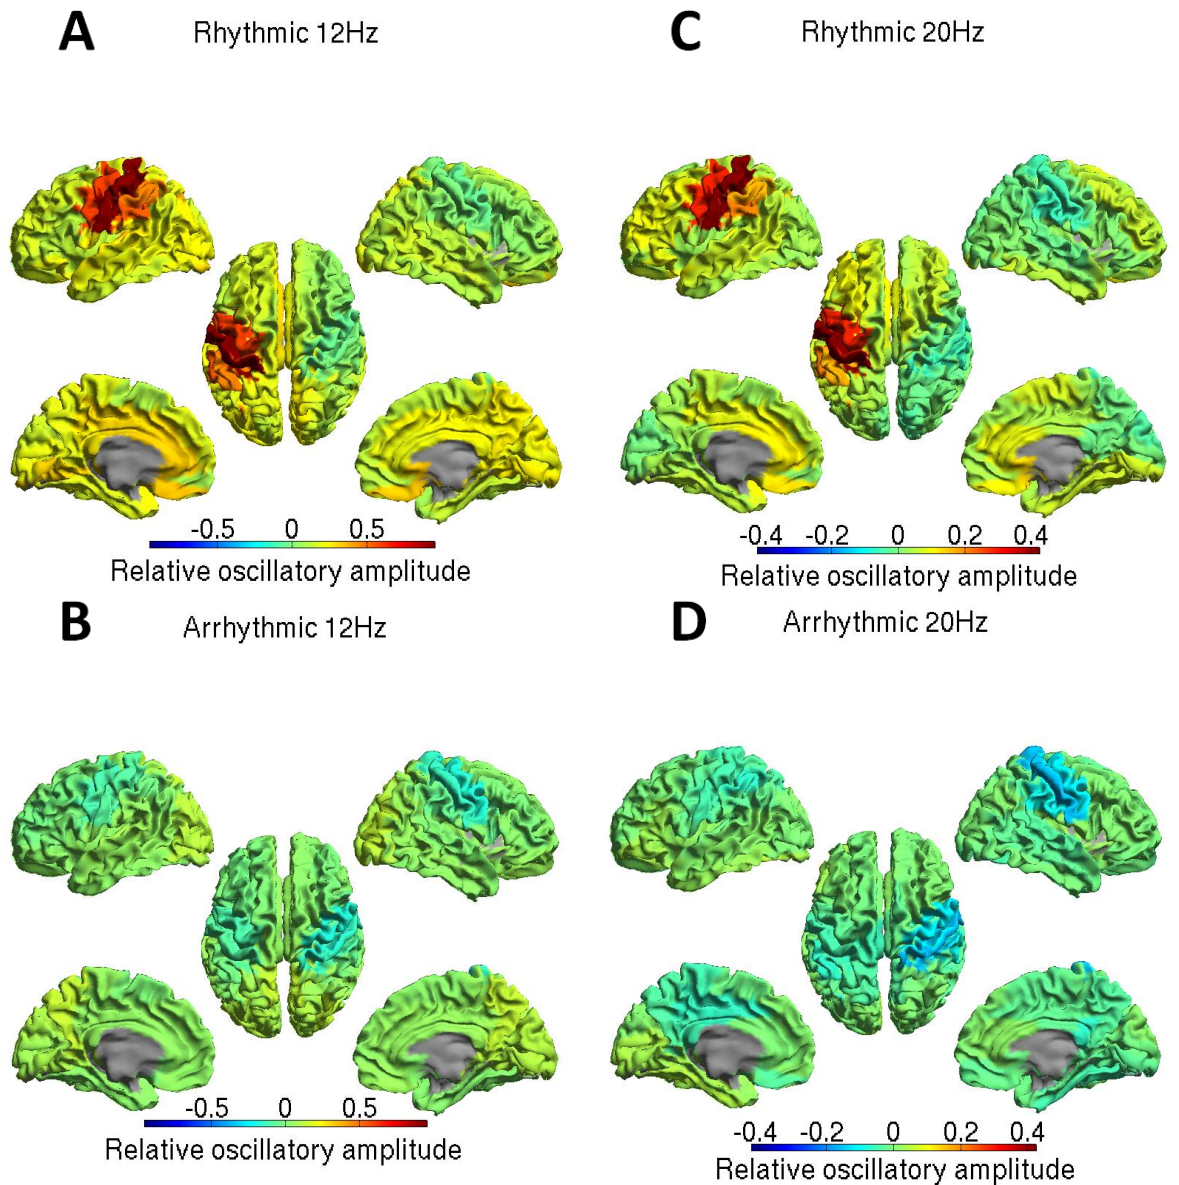 A
Rhythmic 12Hz
-0.5 0 0.5
Relative oscillatory amplitude
B
Arrhythmic 12Hz
-0.5 0 0.5
Relative oscillatory amplitude
C
Rhythmic 20Hz
-0.4 -0.2 0 0.2 0.4
Relative oscillatory amplitude
D
Arrhythmic 20Hz
-0.4 -0.2 0 0.2 0.4
Relative oscillatory amplitude